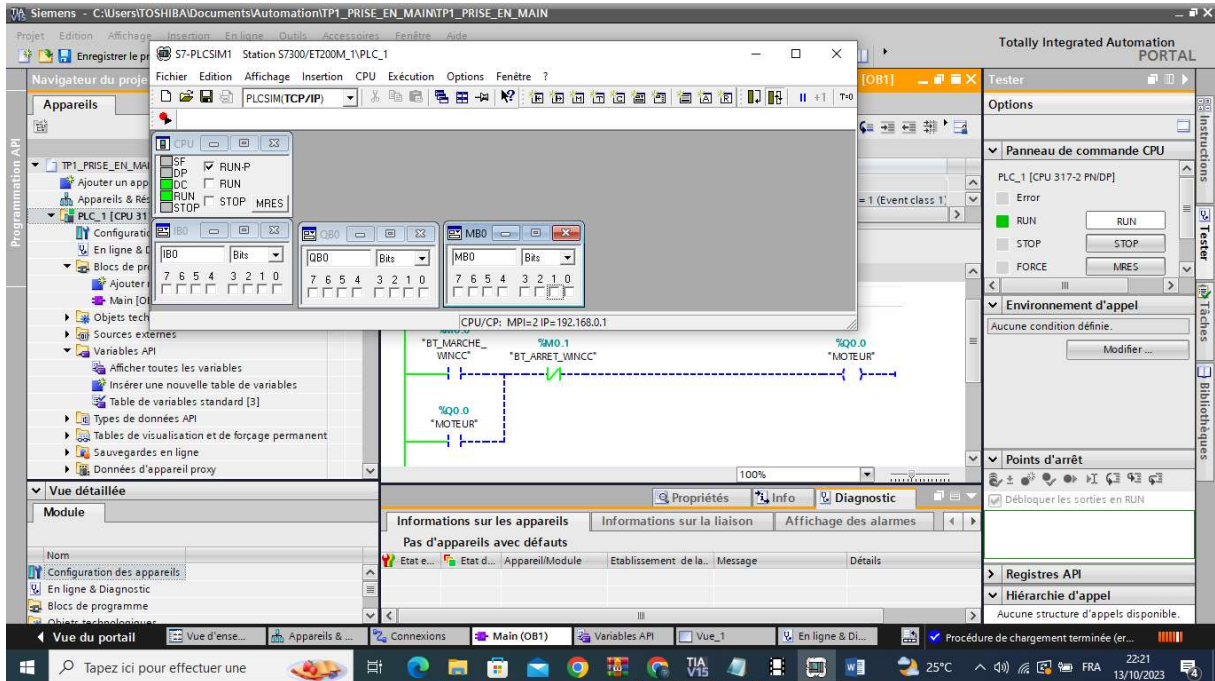 Siemens - C:\Users\TOSHIBA\Documents\Automation\TP1_PRISE_EN_MAIN\TP1_PRISE_EN_MAIN
Projet Edition Affichage Insertion En ligne Outils Accessoires Fenêtre Aide
Totally Integrated Automation
PORTAL
Enregistrer le pr
S7-PLCSIM1 Station S7300/ET200M_1\PLC_1
Fichier Edition Affichage Insertion CPU Exécution Options Fenêtre ?
PLCSIM(TCP/IP)
+1 T=0
Navigateur du proje
[OB1]
Tester
Appareils
Options
CPU
SF
DP
DC
RUN
STOP
RUN-P
RUN
STOP MRES
IB0
IB0 Bits
7 6 5 4 3 2 1 0
QB0
QB0 Bits
7 6 5 4 3 2 1 0
MB0
MB0 Bits
7 6 5 4 3 2 1 0
CPU/CP: MPI=2 IP=192.168.0.1
Programmation API
TP1_PRISE_EN_MAI
Ajouter un app
Appareils & Rés
PLC_1 [CPU 31
Configuratio
En ligne & D
Blocs de pro
Ajouter
Main [OB
Objets tech
Sources externes
Variables API
Afficher toutes les variables
Insérer une nouvelle table de variables
Table de variables standard [3]
Types de données API
Tables de visualisation et de forçage permanent
Sauvegardes en ligne
Données d'appareil proxy
= 1 (Event class 1)
%M0.0
"BT_MARCHE_
WINCC"
%M0.1
"BT_ARRET_WINCC"
%Q0.0
"MOTEUR"
%Q0.0
"MOTEUR"
100%
Panneau de commande CPU
PLC_1 [CPU 317-2 PN/DP]
Error
RUN RUN
STOP STOP
FORCE MRES
Environnement d'appel
Aucune condition définie.
Modifier ...
Points d'arrêt
Débloquer les sorties en RUN
Registres API
Hiérarchie d'appel
Aucune structure d'appels disponible.
Instructions
Tester
Tâches
Bibliothèques
Vue détaillée
Module
Nom
Configuration des appareils
En ligne & Diagnostic
Blocs de programme
Objets technologiques
Propriétés Info Diagnostic
Informations sur les appareils Informations sur la liaison Affichage des alarmes
Pas d'appareils avec défauts
Etat e... Etat d... Appareil/Module Etablissement de la.. Message Détails
Vue du portail Vue d'ense... Appareils & ... Connexions Main (OB1) Variables API Vue_1 En ligne & Di... Procédure de chargement terminée (er...
Tapez ici pour effectuer une
TIA
V15
25°C
FRA
22:21
13/10/2023
4